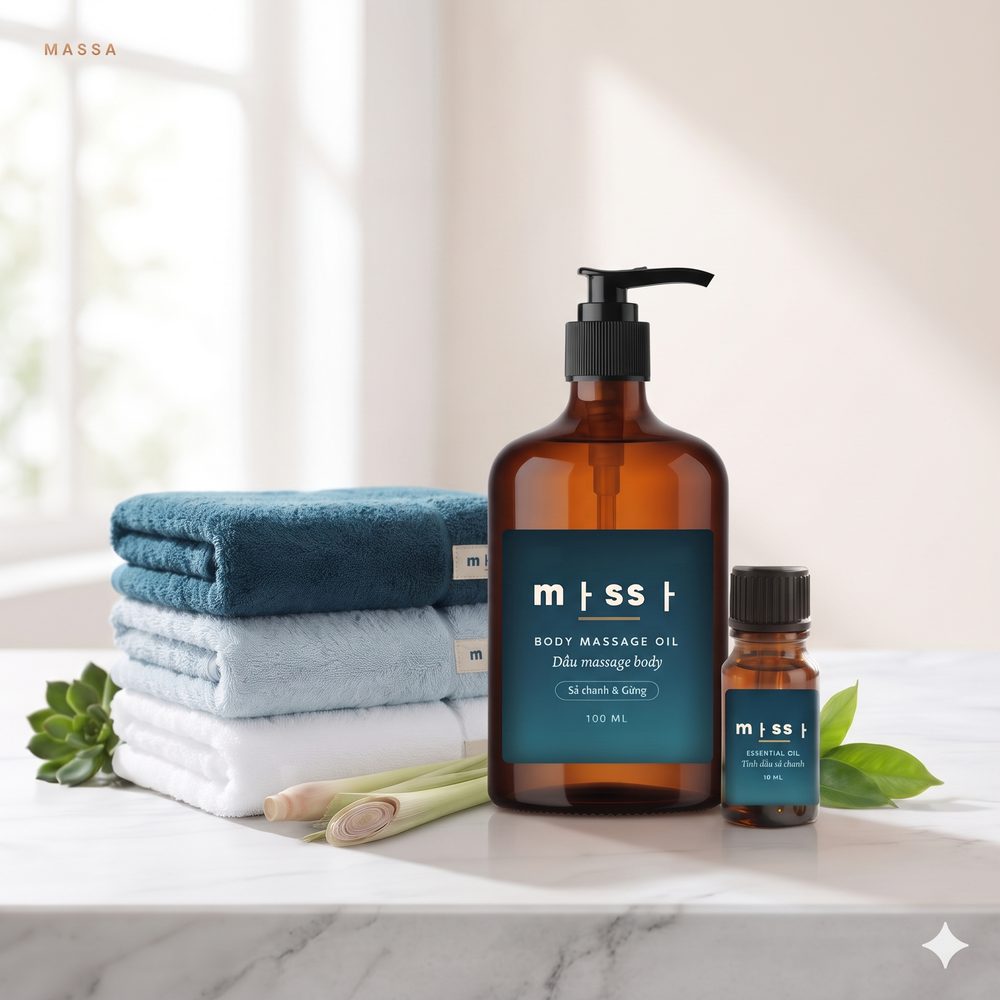 MASSA
m ㅏ ss ㅏ
BODY MASSAGE OIL
Dầu massage body
Sả chanh & Gừng
100 ML
m ㅏ ss ㅏ
ESSENTIAL OIL
Tinh dầu sả chanh
10 ML
m
m